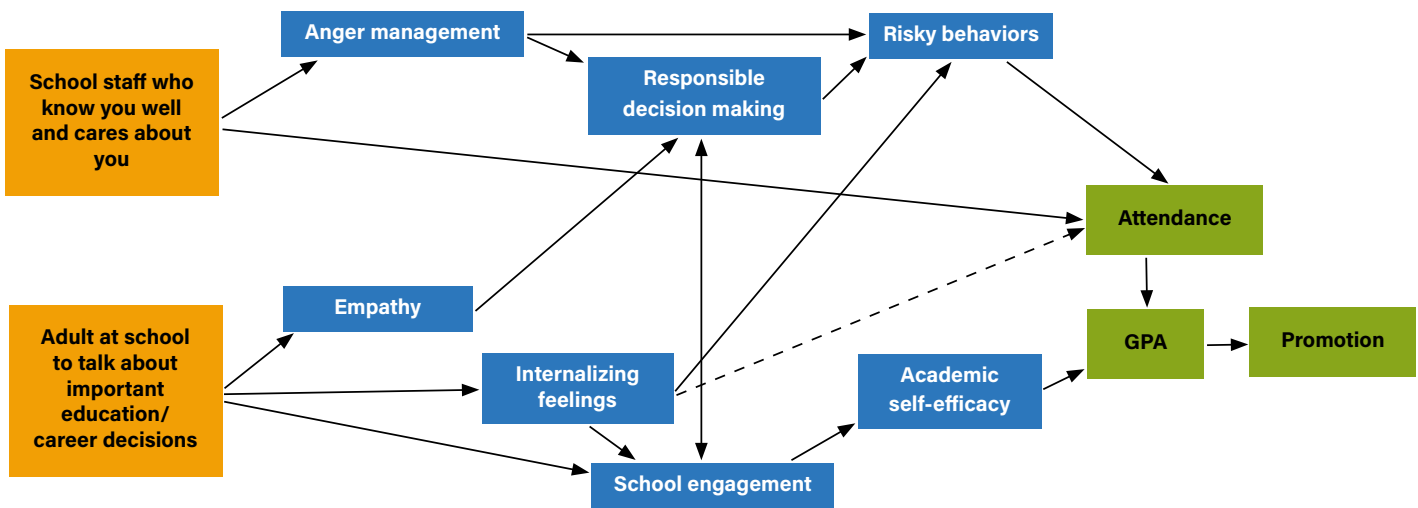 Anger management
Risky behaviors
School staff who
know you well
and cares about
you
Responsible
decision making
Attendance
Empathy
Adult at school
to talk about
important
education/
career decisions
GPA
Promotion
Internalizing
feelings
Academic
self-efficacy
School engagement